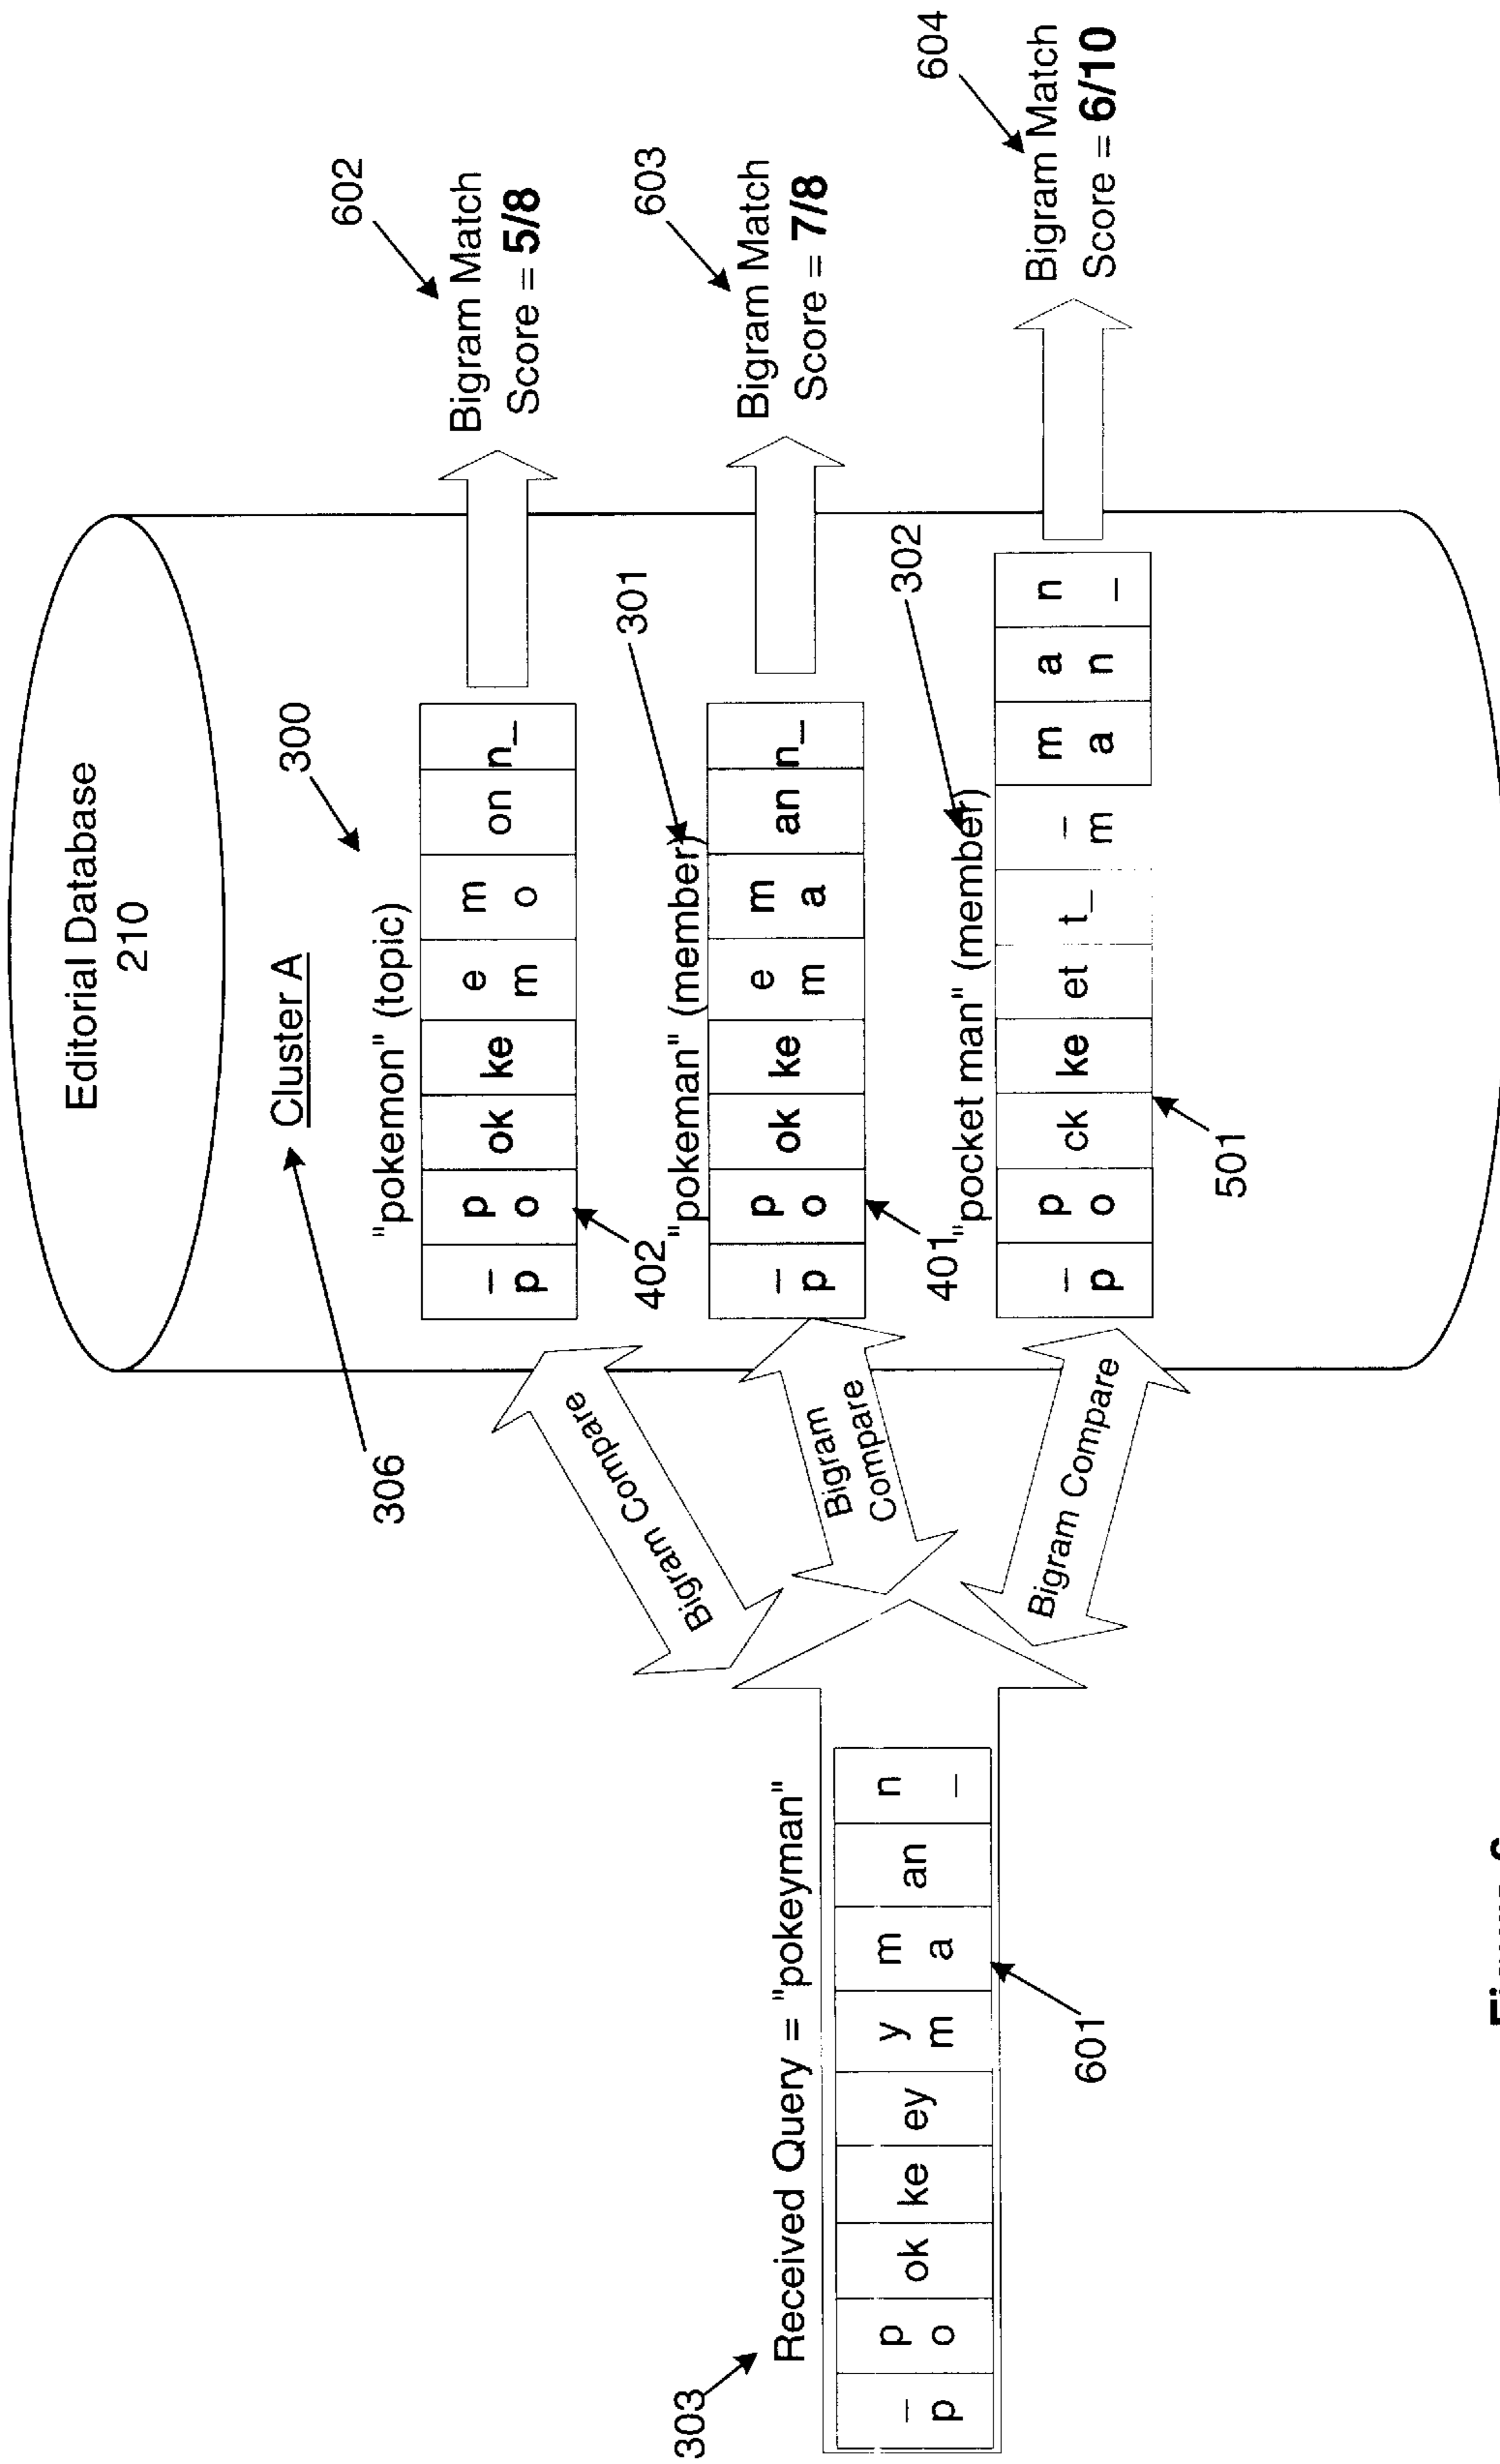 Editorial Database
210
306
Cluster A
300
"pokemon" (topic)
_p po ok ke em mo on n_
402
602
Bigram Match
Score = 5/8
301
"pokeman" (member)
_p po ok ke em ma an n_
401
603
Bigram Match
Score = 7/8
302
"pocket man" (member)
_p po ck ke et t_ _m ma an n_
501
604
Bigram Match
Score = 6/10
Bigram Compare
Bigram
Compare
Bigram Compare
303
Received Query = "pokeyman"
_p po ok ke ey ym ma an n_
601